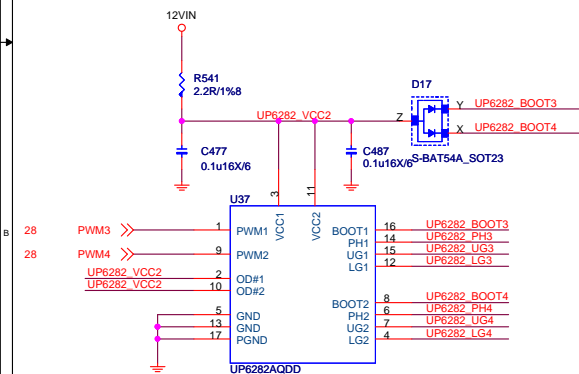 12VIN
R541
2.2R/1%8
D17
UP6282_VCC2
Z
Y
UP6282_BOOT3
X
UP6282_BOOT4
C477
0.1u16X/6
C487
0.1u16X/6
S-BAT54A_SOT23
U37
3
11
VCC1
VCC2
B
28
PWM3
1
PWM1
28
PWM4
9
PWM2
UP6282_VCC2
2
OD#1
UP6282_VCC2
10
OD#2
5
GND
13
GND
17
PGND
BOOT1
16
UP6282_BOOT3
PH1
14
UP6282_PH3
UG1
15
UP6282_UG3
LG1
12
UP6282_LG3
BOOT2
8
UP6282_BOOT4
PH2
6
UP6282_PH4
UG2
7
UP6282_UG4
LG2
4
UP6282_LG4
UP6282AQDD